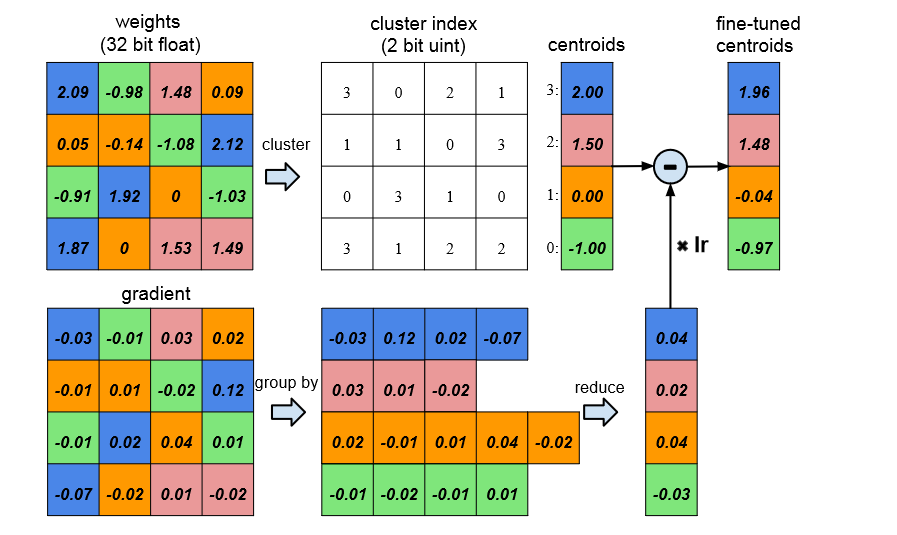 weights
(32 bit float)
cluster index
(2 bit uint)
centroids
fine-tuned
centroids
2.09 -0.98 1.48 0.09
0.05 -0.14 -1.08 2.12
-0.91 1.92 0 -1.03
1.87 0 1.53 1.49
cluster
3 0 2 1
1 1 0 3
0 3 1 0
3 1 2 2
3: 2.00
2: 1.50
1: 0.00
0: -1.00
-
× lr
1.96
1.48
-0.04
-0.97
gradient
-0.03 -0.01 0.03 0.02
-0.01 0.01 -0.02 0.12
-0.01 0.02 0.04 0.01
-0.07 -0.02 0.01 -0.02
group by
-0.03 0.12 0.02 -0.07
0.03 0.01 -0.02
0.02 -0.01 0.01 0.04 -0.02
-0.01 -0.02 -0.01 0.01
reduce
0.04
0.02
0.04
-0.03